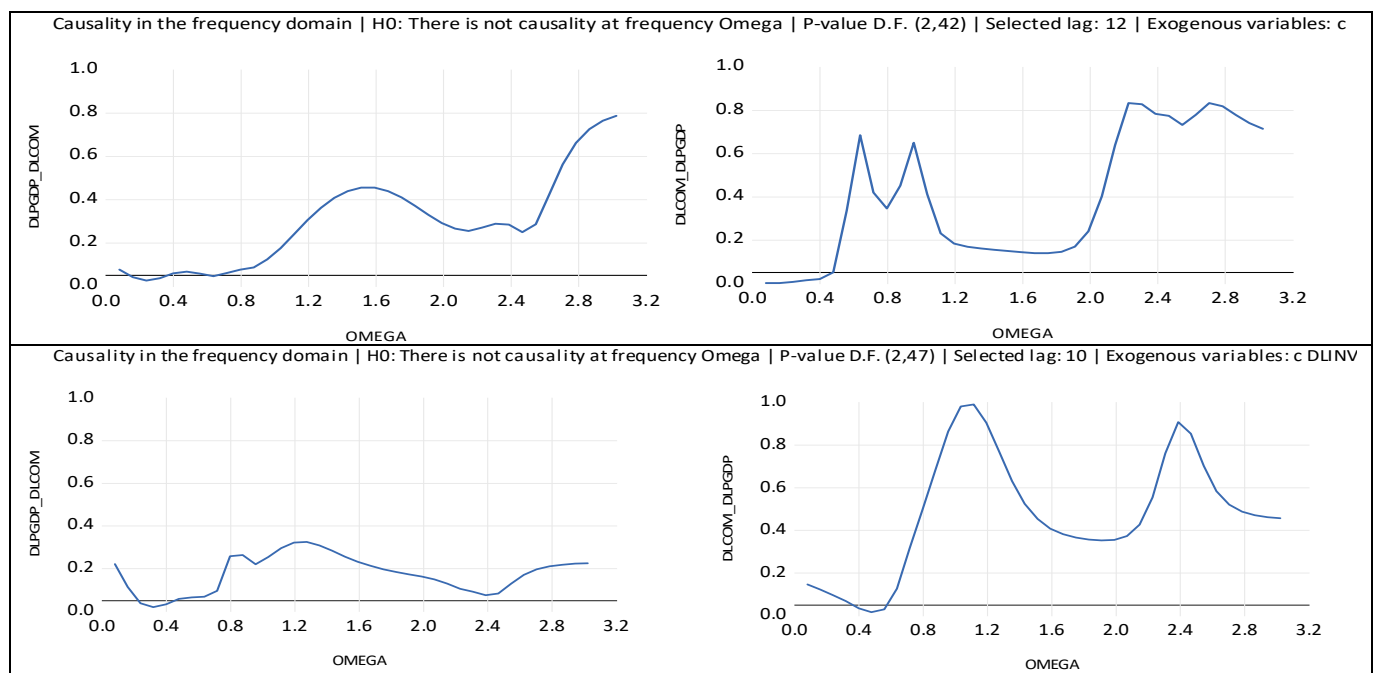 Causality in the frequency domain | H0: There is not causality at frequency Omega | P-value D.F. (2,42) | Selected lag: 12 | Exogenous variables: c
DLPGDP_DLCOM
1.0
0.8
0.6
0.4
0.2
0.0
0.0 0.4 0.8 1.2 1.6 2.0 2.4 2.8 3.2
OMEGA
DLCOM_DLPGDP
1.0
0.8
0.6
0.4
0.2
0.0
0.0 0.4 0.8 1.2 1.6 2.0 2.4 2.8 3.2
OMEGA
Causality in the frequency domain | H0: There is not causality at frequency Omega | P-value D.F. (2,47) | Selected lag: 10 | Exogenous variables: c DLINV
DLPGDP_DLCOM
1.0
0.8
0.6
0.4
0.2
0.0
0.0 0.4 0.8 1.2 1.6 2.0 2.4 2.8 3.2
OMEGA
DLCOM_DLPGDP
1.0
0.8
0.6
0.4
0.2
0.0
0.0 0.4 0.8 1.2 1.6 2.0 2.4 2.8 3.2
OMEGA